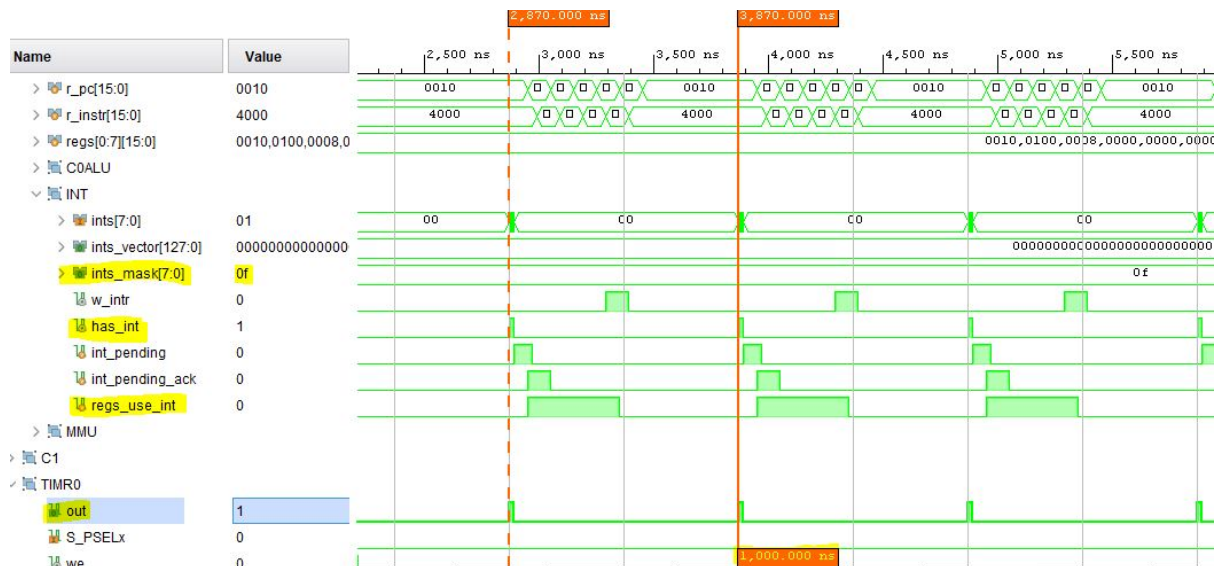 2,870.000 ns 3,870.000 ns
Name Value 2,500 ns 3,000 ns 3,500 ns 4,000 ns 4,500 ns 5,000 ns 5,500 ns
r_pc[15:0] 0010 0010 0010 0010 0010
r_instr[15:0] 4000 4000 4000 4000 4000
regs[0:7][15:0] 0010,0100,0008,0 0010,0100,0008,0000,0000,0000
C0ALU
INT
ints[7:0] 01 00 00 00 00
ints_vector[127:0] 00000000000000 0000000000000000000000000
ints_mask[7:0] 0f 0f
w_intr 0
has_int 1
int_pending 0
int_pending_ack 0
regs_use_int 0
MMU
C1
TIMR0
out 1
S_PSELx 0
1,000.000 ns
we 0